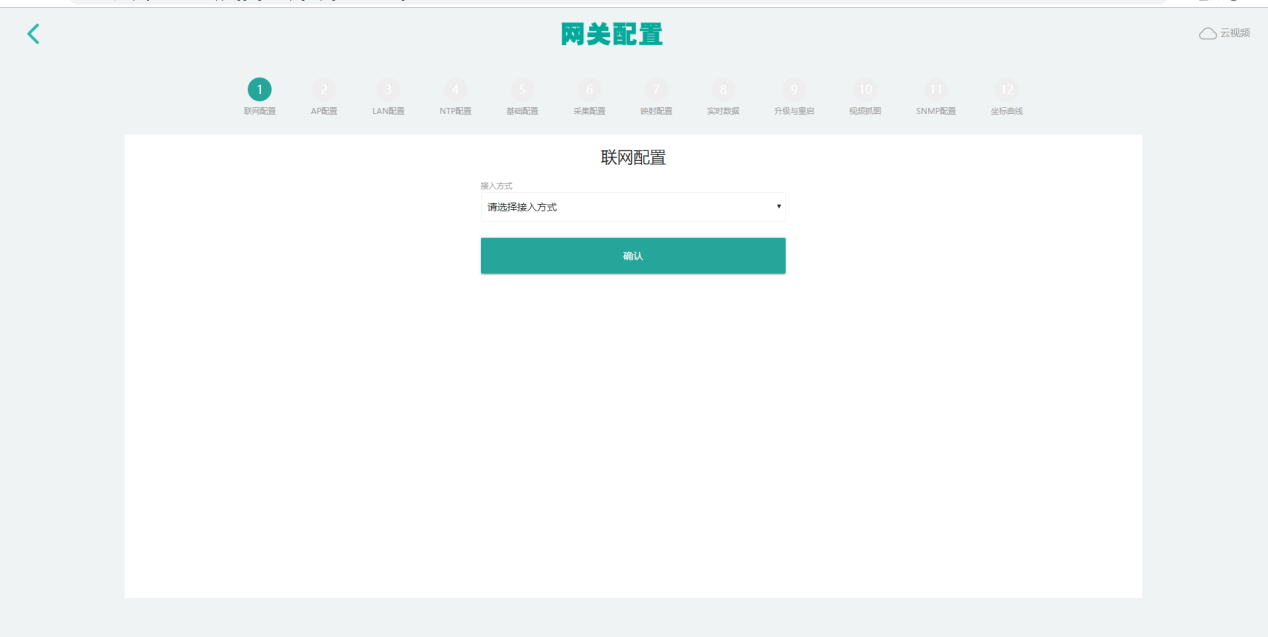 网关配置
云视频
1 2 3 4 5 6 7 8 9 10 11 12
联网配置 AP配置 LAN配置 NTP配置 基础配置 采集配置 映射配置 实时数据 升级与重启 视频抓图 SNMP配置 坐标曲线
联网配置
接入方式
请选择接入方式
确认